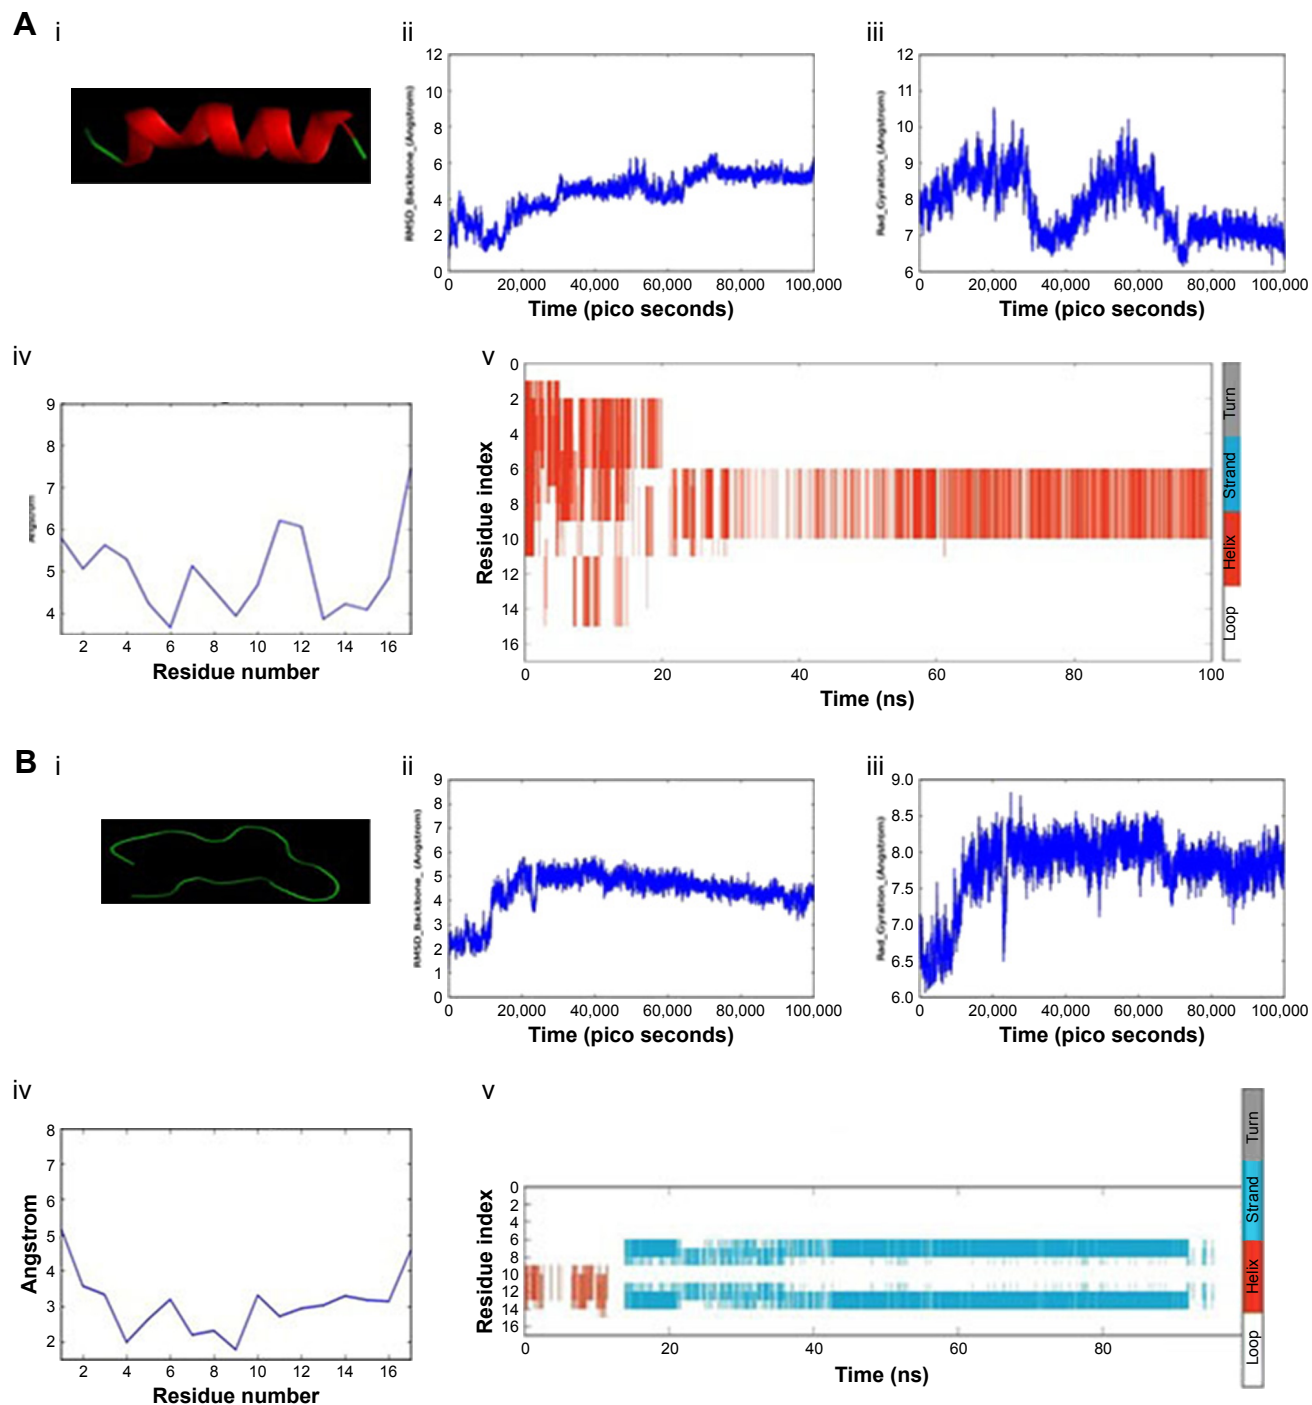 A
i
ii
iii
12
10
8
6
4
2
0
RMSD_Backbone_(Angstrom)
0 20,000 40,000 60,000 80,000 100,000
Time (pico seconds)
12
11
10
9
8
7
6
Rad_Gyration_(Angstrom)
0 20,000 40,000 60,000 80,000 100,000
Time (pico seconds)
iv
9
8
7
6
5
4
Angstrom
2 4 6 8 10 12 14 16
Residue number
v
0
2
4
6
8
10
12
14
16
Residue index
0 20 40 60 80 100
Time (ns)
Turn
Strand
Helix
Loop
B
i
ii
iii
9
8
7
6
5
4
3
2
1
0
RMSD_Backbone_(Angstrom)
0 20,000 40,000 60,000 80,000 100,000
Time (pico seconds)
9.0
8.5
8.0
7.5
7.0
6.5
6.0
Rad_Gyration_(Angstrom)
0 20,000 40,000 60,000 80,000 100,000
Time (pico seconds)
iv
8
7
6
5
4
3
2
Angstrom
2 4 6 8 10 12 14 16
Residue number
v
0
2
4
6
8
10
12
14
16
Residue index
0 20 40 60 80
Time (ns)
Turn
Strand
Helix
Loop